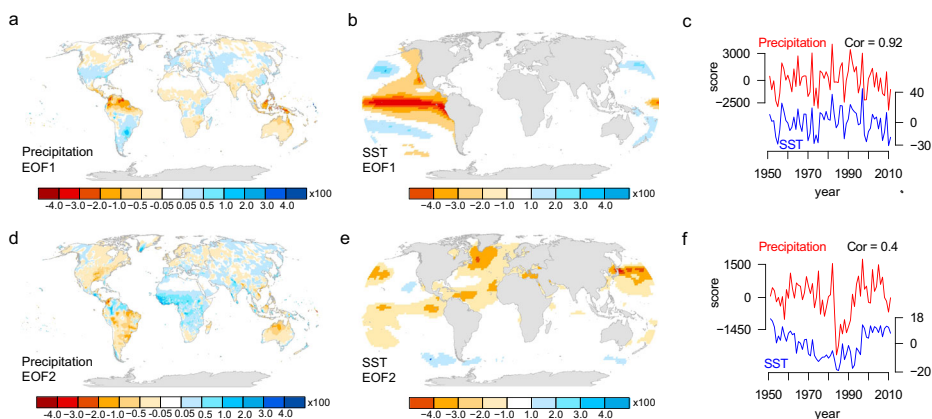 a
Precipitation
EOF1
−4.0 −3.0 −2.0 −1.0 −0.05 0.05 0.5 1.0 2.0 3.0 4.0
x100
b
SST
EOF1
−4.0 −3.0 −2.0 −1.0 0 1.0 2.0 3.0 4.0
x100
c
Precipitation Cor = 0.92
score
3000
0
−2500
40
0
−30
SST
1950 1970 1990 2010
year
d
Precipitation
EOF2
−4.0 −3.0 −2.0 −1.0 −0.05 0.05 0.5 1.0 2.0 3.0 4.0
x100
e
SST
EOF2
−4.0 −3.0 −2.0 −1.0 0 1.0 2.0 3.0 4.0
x100
f
Precipitation Cor = 0.4
score
1500
0
−1450
18
0
−20
SST
1950 1970 1990 2010
year